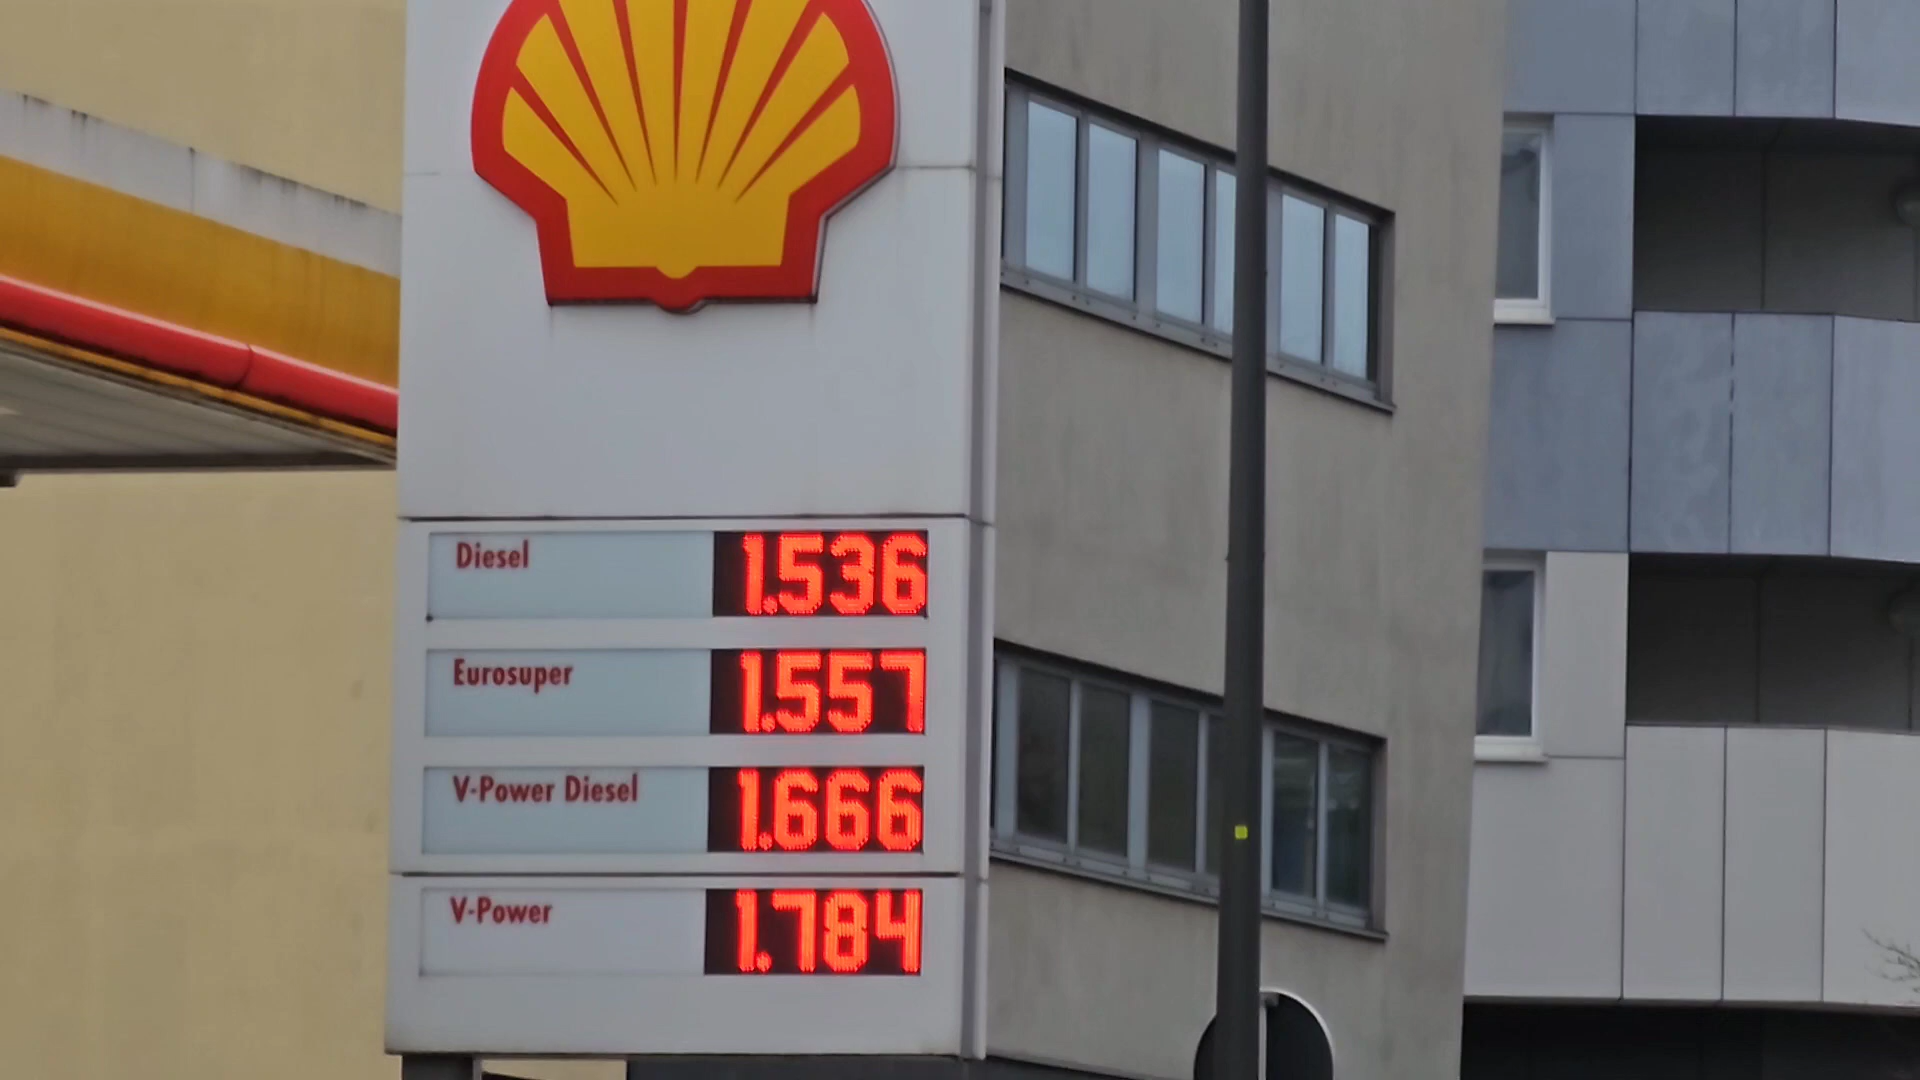 Diesel 1.536
Eurosuper 1.557
V-Power Diesel 1.666
V-Power 1.784